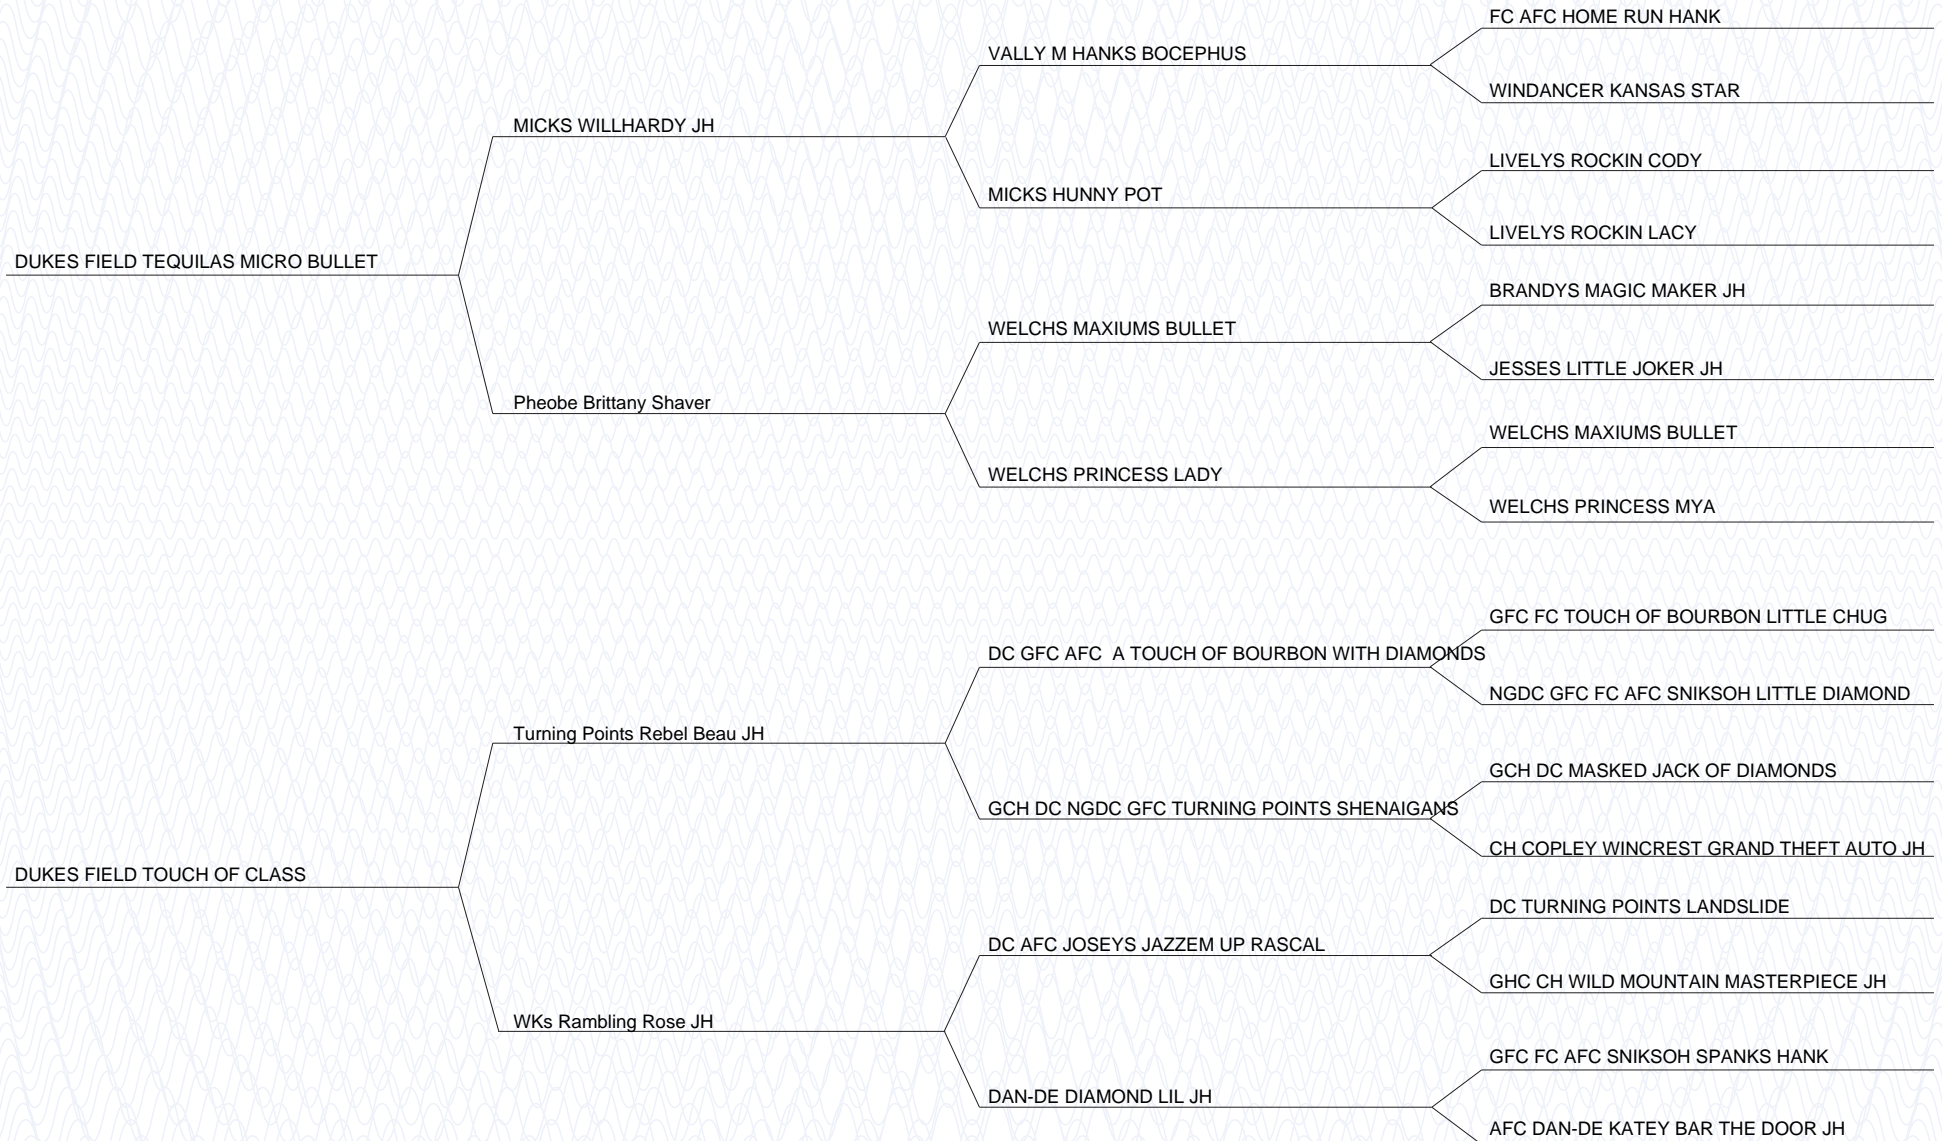 FC AFC HOME RUN HANK
VALLY M HANKS BOCEPHUS
WINDANCER KANSAS STAR
MICKS WILLHARDY JH
LIVELYS ROCKIN CODY
MICKS HUNNY POT
LIVELYS ROCKIN LACY
DUKES FIELD TEQUILAS MICRO BULLET
BRANDYS MAGIC MAKER JH
WELCHS MAXIUMS BULLET
JESSES LITTLE JOKER JH
Pheobe Brittany Shaver
WELCHS MAXIUMS BULLET
WELCHS PRINCESS LADY
WELCHS PRINCESS MYA
GFC FC TOUCH OF BOURBON LITTLE CHUG
DC GFC AFC  A TOUCH OF BOURBON WITH DIAMONDS
NGDC GFC FC AFC SNIKSOH LITTLE DIAMOND
Turning Points Rebel Beau JH
GCH DC MASKED JACK OF DIAMONDS
GCH DC NGDC GFC TURNING POINTS SHENAIGANS
CH COPLEY WINCREST GRAND THEFT AUTO JH
DUKES FIELD TOUCH OF CLASS
DC TURNING POINTS LANDSLIDE
DC AFC JOSEYS JAZZEM UP RASCAL
GHC CH WILD MOUNTAIN MASTERPIECE JH
WKs Rambling Rose JH
GFC FC AFC SNIKSOH SPANKS HANK
DAN-DE DIAMOND LIL JH
AFC DAN-DE KATEY BAR THE DOOR JH